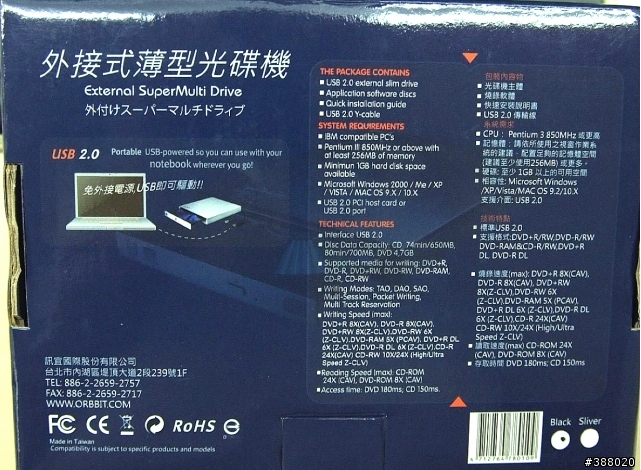 外接式薄型光碟機
External SuperMulti Drive
外付けスーパーマルチドライブ
USB 2.0 Portable USB-powered so you can use with your
notebook wherever you go!
免外接電源,USB即可驅動!!
訊宜國際股份有限公司
台北市內湖區堤頂大道2段239號1F
TEL: 886-2-2659-2757
FAX: 886-2-2659-2717
WWW.ORBBIT.COM
FC CE RoHS
Made in Taiwan
Compatibility is subject to specific products and models
THE PACKAGE CONTAINS
USB 2.0 external slim drive
Application software discs
Quick installation guide
USB 2.0 Y-cable
SYSTEM REQUIREMENTS
IBM compatible PC's
Pentium III 850MHz or above with
at least 256MB of memory
Minimum 1GB hard disk space
available
Microsoft Windows 2000 / Me / XP
/ VISTA / MAC OS 9.X / 10.X
USB 2.0 PCI host card or
USB 2.0 port
TECHNICAL FEATURES
Interface USB 2.0
Disc Data Capacity: CD 74min/650MB,
80min/700MB, DVD 4,7GB
Supported media for writing: DVD+R,
DVD-R, DVD+RW, DVD-RW, DVD-RAM,
CD-R, CD-RW
Writing Modes: TAO, DAO, SAO,
Multi-Session, Packet Writing,
Multi Track Reservation
Writing Speed (max):
DVD+R 8X(CAV), DVD-R 8X(CAV),
DVD+RW 8X(Z-CLV), DVD-RW 6X
(Z-CLV),DVD-RAM 5X (PCAV), DVD+R DL
6X (Z-CLV),DVD-R DL 6X (Z-CLV),CD-R
24X(CAV) CD-RW 10X/24X (High/Ultra
Speed Z-CLV)
Reading Speed (max): CD-ROM
24X (CAV), DVD-ROM 8X (CAV)
Access time: DVD 180ms; CD 150ms.
包裝內容物
光碟機主體
燒錄軟體
快速安裝說明書
USB 2.0 傳輸線
系統需求
CPU : Pentium 3 850MHz 或更高
記憶體 : 請依所使用之視窗作業系
統的建議, 配置足夠的記憶體空間
(建議至少使用256MB) 或更多.
硬碟: 至少1GB 以上的可用空間
相容性: Microsoft Windows
/XP/Vista/MAC OS 9.2/10.X
支援介面: USB 2.0
技術特點
標準USB 2.0
支援格式:DVD+R/RW,DVD-R/RW
DVD-RAM&CD-R/RW,DVD+R
DL DVD-R DL
燒錄速度(max): DVD+R 8X(CAV),
DVD-R 8X(CAV), DVD+RW
8X(Z-CLV),DVD-RW 6X
(Z-CLV),DVD-RAM 5X (PCAV),
DVD+R DL 6X (Z-CLV),DVD-R DL
6X (Z-CLV),CD-R 24X(CAV)
CD-RW 10X/24X (High/Ultra
Speed Z-CLV)
讀取速度(max) CD-ROM 24X
(CAV), DVD-ROM 8X (CAV)
存取時間 DVD 180ms; CD 150ms
Black Sliver
#388020